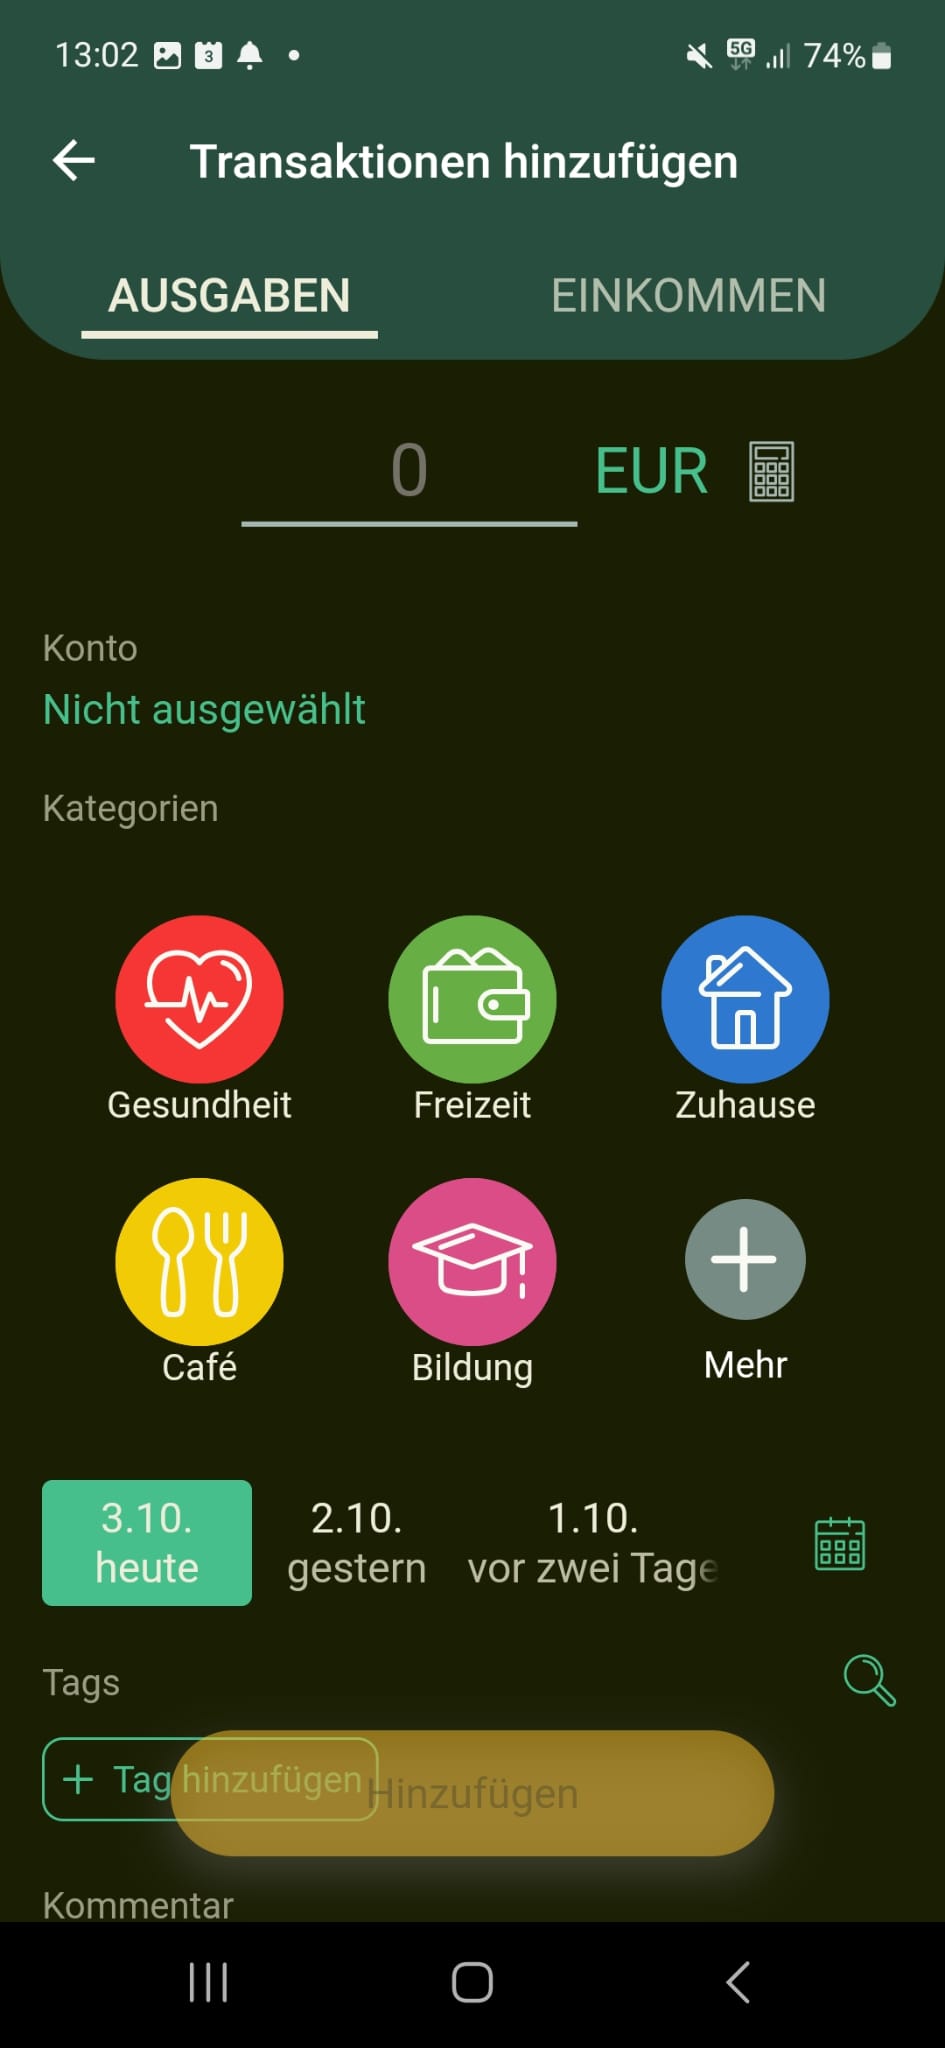 13:02
3
5G
74%
Transaktionen hinzufügen
AUSGABEN
EINKOMMEN
0 EUR
Konto
Nicht ausgewählt
Kategorien
Gesundheit
Freizeit
Zuhause
Café
Bildung
Mehr
3.10.
heute
2.10.
gestern
1.10.
vor zwei Tage
Tags
+ Tag hinzufügen
Hinzufügen
Kommentar